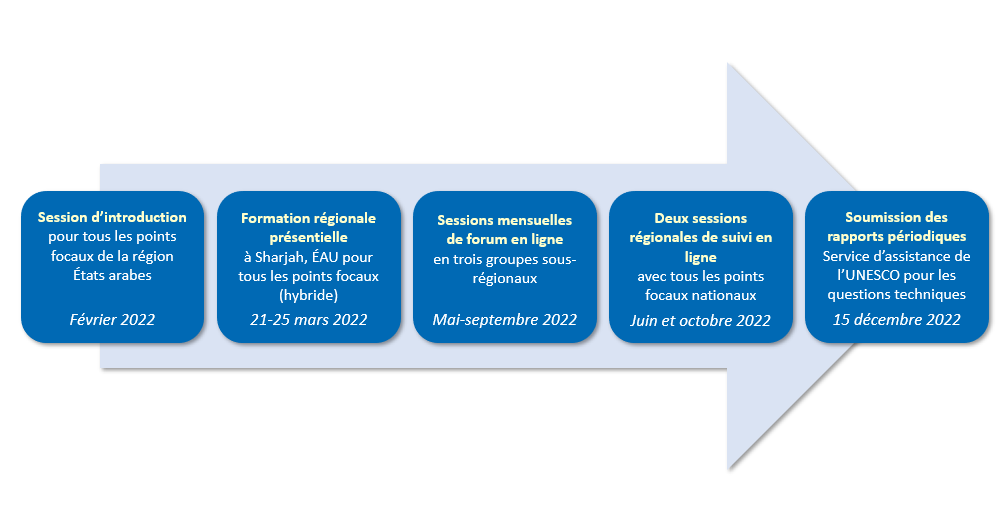 Session d’introduction
pour tous les points
focaux de la région
États arabes
Février 2022
Formation régionale
présentielle
à Sharjah, ÉAU pour
tous les points focaux
(hybride)
21-25 mars 2022
Sessions mensuelles
de forum en ligne
en trois groupes sous-
régionaux
Mai-septembre 2022
Deux sessions
régionales de suivi en
ligne
avec tous les points
focaux nationaux
Juin et octobre 2022
Soumission des
rapports périodiques
Service d’assistance de
l’UNESCO pour les
questions techniques
15 décembre 2022